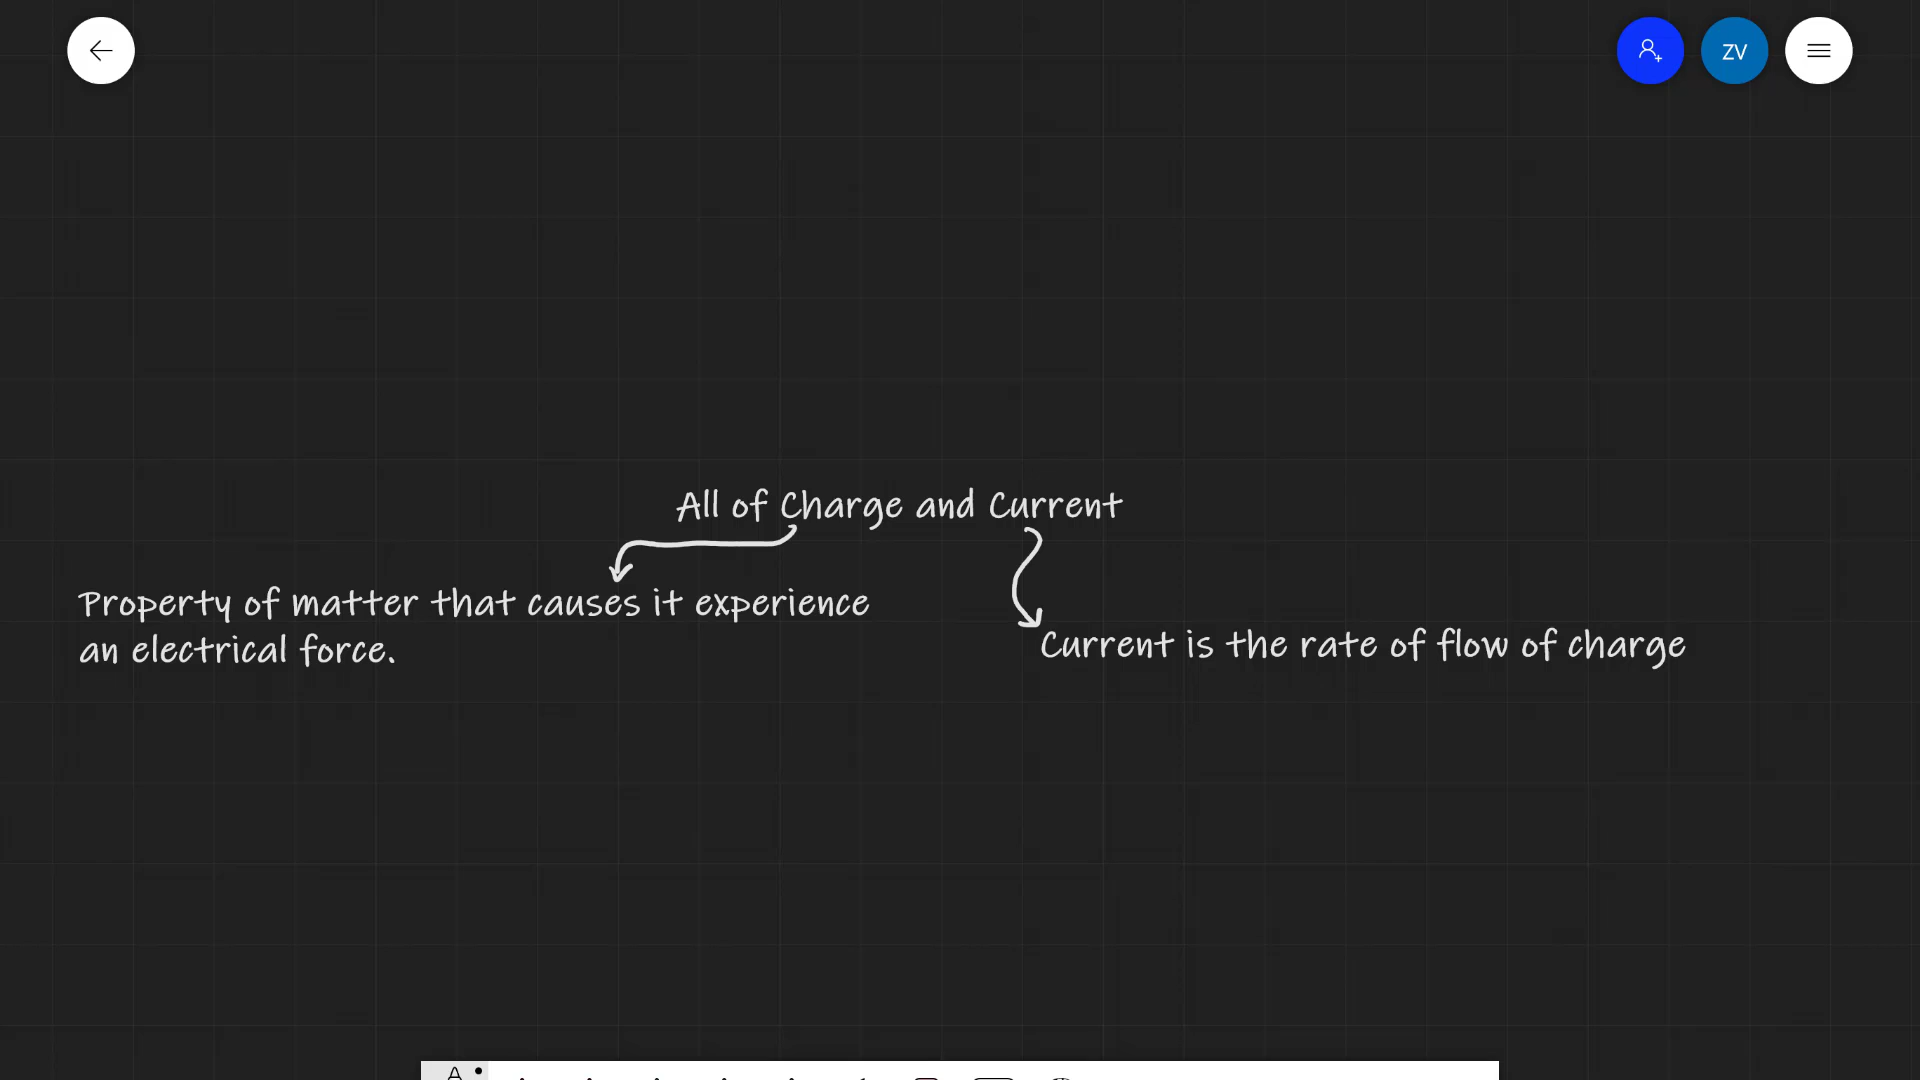 ZV
All of Charge and Current
Property of matter that causes it experience
an electrical force.
Current is the rate of flow of charge